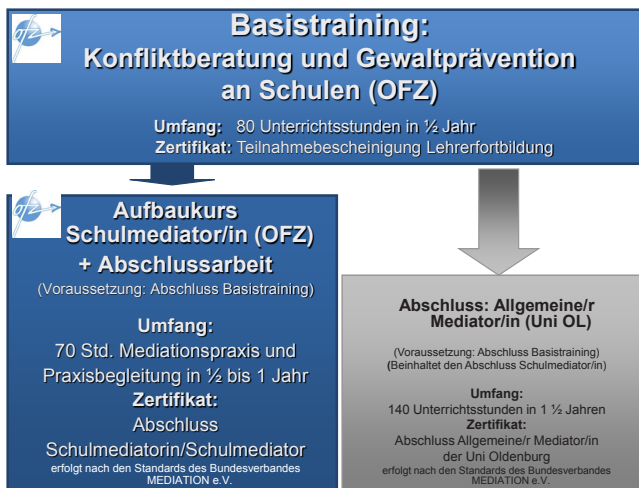 ofz
Basistraining:
Konfliktberatung und Gewaltprävention
an Schulen (OFZ)
Umfang: 80 Unterrichtsstunden in ½ Jahr
Zertifikat: Teilnahmebescheinigung Lehrerfortbildung
ofz
Aufbaukurs
Schulmediator/in (OFZ)
+ Abschlussarbeit
(Voraussetzung: Abschluss Basistraining)
Umfang:
70 Std. Mediationspraxis und
Praxisbegleitung in ½ bis 1 Jahr
Zertifikat:
Abschluss
Schulmediatorin/Schulmediator
erfolgt nach den Standards des Bundesverbandes
MEDIATION e.V.
Abschluss: Allgemeine/r
Mediator/in (Uni OL)
(Voraussetzung: Abschluss Basistraining)
(Beinhaltet den Abschluss Schulmediator/in)
Umfang:
140 Unterrichtsstunden in 1 ½ Jahren
Zertifikat:
Abschluss Allgemeine/r Mediator/in
der Uni Oldenburg
erfolgt nach den Standards des Bundesverbandes
MEDIATION e.V.